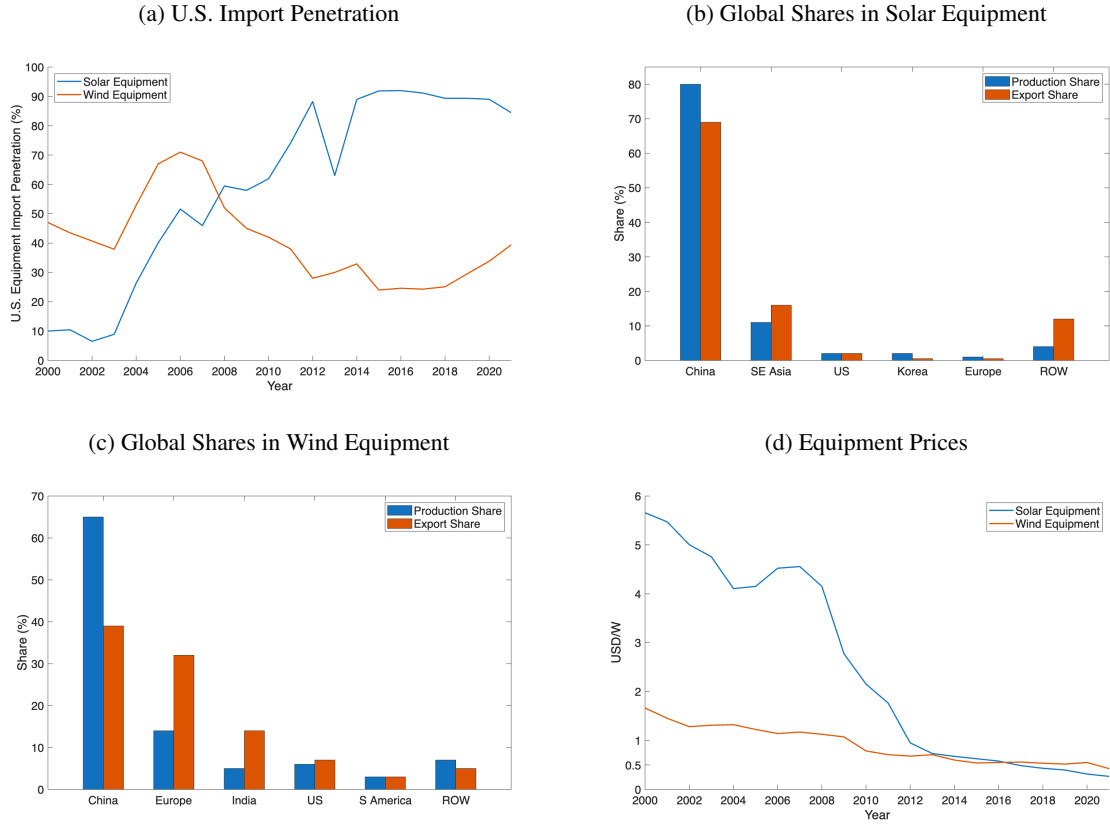 (a) U.S. Import Penetration
U.S. Equipment Import Penetration (%)
100
90
80
70
60
50
40
30
20
10
0
Solar Equipment
Wind Equipment
2000 2002 2004 2006 2008 2010 2012 2014 2016 2018 2020
Year
(b) Global Shares in Solar Equipment
Share (%)
80
70
60
50
40
30
20
10
0
Production Share
Export Share
China SE Asia US Korea Europe ROW
(c) Global Shares in Wind Equipment
Share (%)
70
60
50
40
30
20
10
0
Production Share
Export Share
China Europe India US S America ROW
(d) Equipment Prices
USD/W
6
5
4
3
2
1
0.5
0
Solar Equipment
Wind Equipment
2000 2002 2004 2006 2008 2010 2012 2014 2016 2018 2020
Year